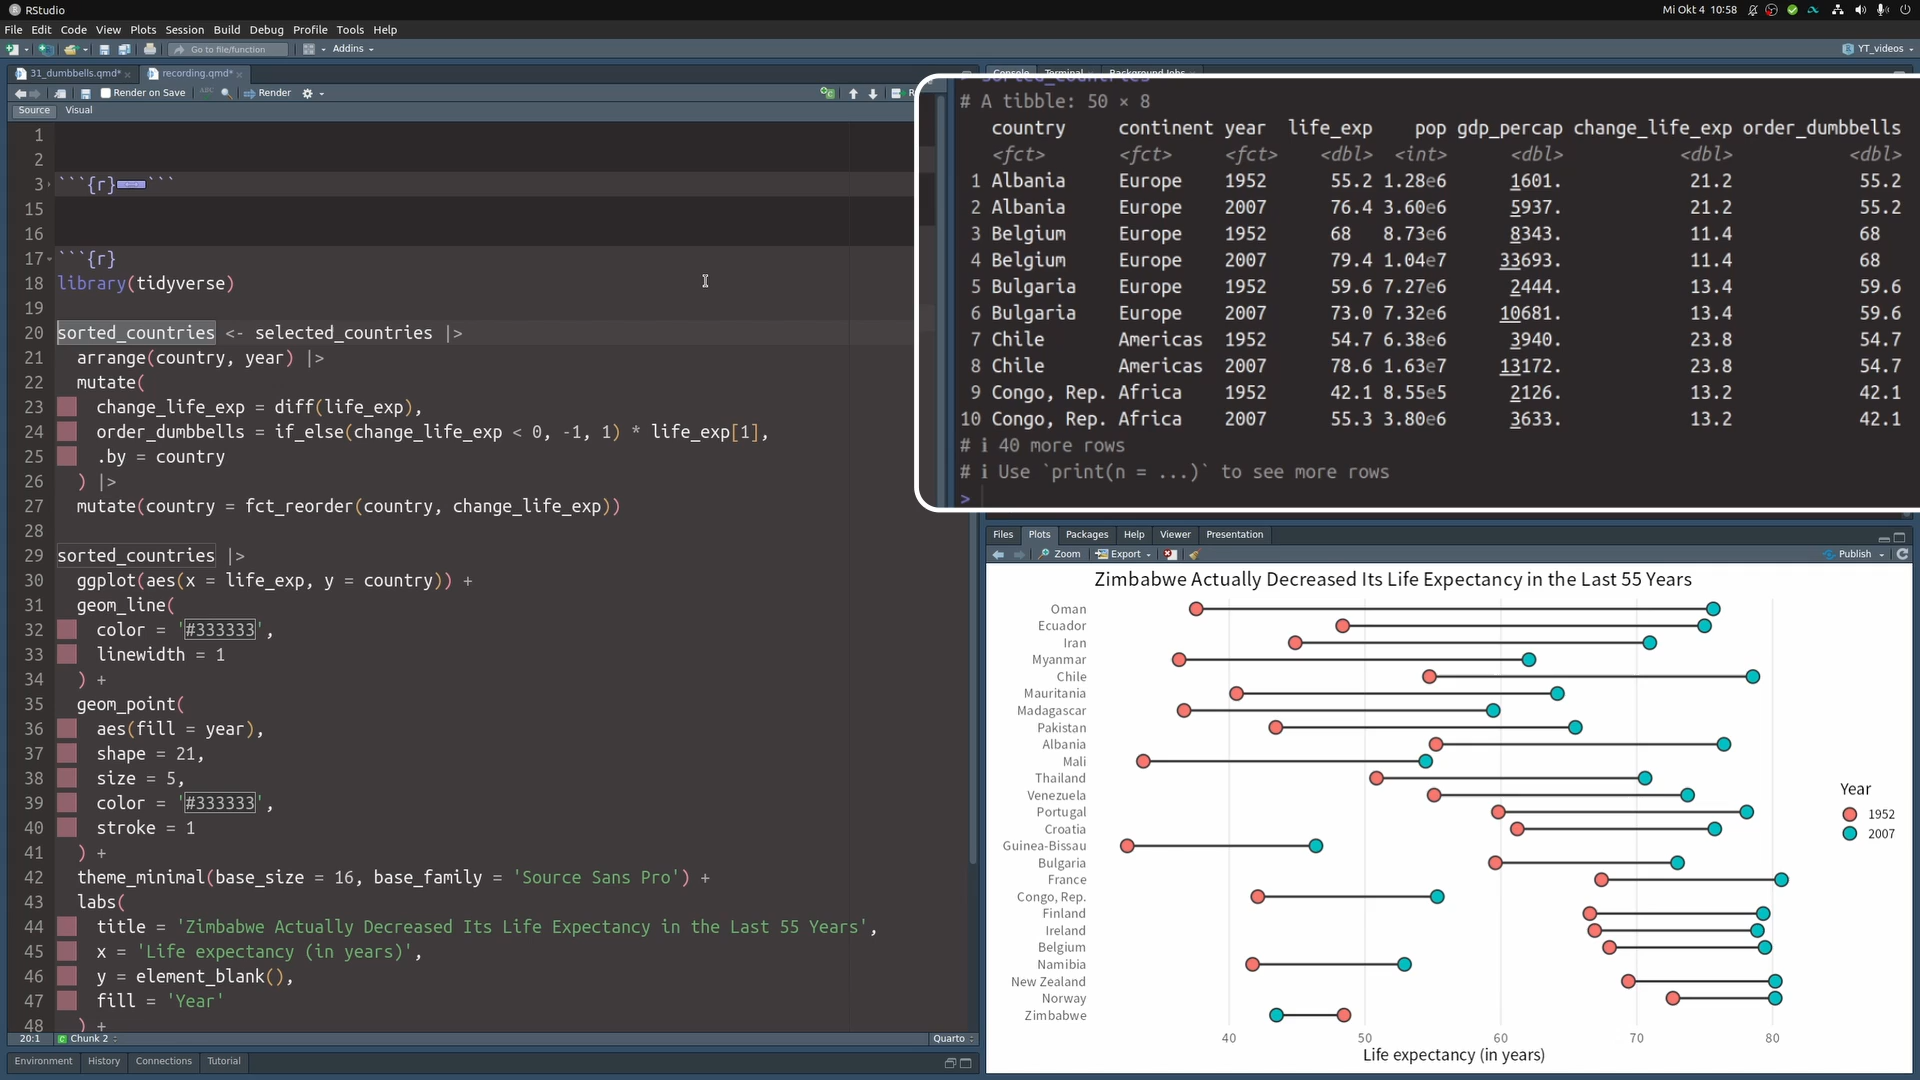 RStudio
Mi Okt 4 10:58
File Edit Code View Plots Session Build Debug Profile Tools Help
Go to file/function
Addins
YT_videos
31_dumbbells.qmd*
recording.qmd*
Render on Save
ABC
Render
Source Visual
1
2
3 ```{r} ```
15
16
17 ```{r}
18 library(tidyverse)
19
20 sorted_countries <- selected_countries |>
21 arrange(country, year) |>
22 mutate(
23 change_life_exp = diff(life_exp),
24 order_dumbbells = if_else(change_life_exp < 0, -1, 1) * life_exp[1],
25 .by = country
26 ) |>
27 mutate(country = fct_reorder(country, change_life_exp))
28
29 sorted_countries |>
30 ggplot(aes(x = life_exp, y = country)) +
31 geom_line(
32 color = '#333333',
33 linewidth = 1
34 ) +
35 geom_point(
36 aes(fill = year),
37 shape = 21,
38 size = 5,
39 color = '#333333',
40 stroke = 1
41 ) +
42 theme_minimal(base_size = 16, base_family = 'Source Sans Pro') +
43 labs(
44 title = 'Zimbabwe Actually Decreased Its Life Expectancy in the Last 55 Years',
45 x = 'Life expectancy (in years)',
46 y = element_blank(),
47 fill = 'Year'
48 ) +
20:1 Chunk 2 Quarto
Environment History Connections Tutorial
# A tibble: 50 × 8
country continent year life_exp pop gdp_percap change_life_exp order_dumbbells
<fct> <fct> <fct> <dbl> <int> <dbl> <dbl> <dbl>
1 Albania Europe 1952 55.2 1.28e6 1601. 21.2 55.2
2 Albania Europe 2007 76.4 3.60e6 5937. 21.2 55.2
3 Belgium Europe 1952 68 8.73e6 8343. 11.4 68
4 Belgium Europe 2007 79.4 1.04e7 33693. 11.4 68
5 Bulgaria Europe 1952 59.6 7.27e6 2444. 13.4 59.6
6 Bulgaria Europe 2007 73.0 7.32e6 10681. 13.4 59.6
7 Chile Americas 1952 54.7 6.38e6 3940. 23.8 54.7
8 Chile Americas 2007 78.6 1.63e7 13172. 23.8 54.7
9 Congo, Rep. Africa 1952 42.1 8.55e5 2126. 13.2 42.1
10 Congo, Rep. Africa 2007 55.3 3.80e6 3633. 13.2 42.1
# ℹ 40 more rows
# ℹ Use `print(n = ...)` to see more rows
>
Files Plots Packages Help Viewer Presentation
Zoom Export Publish
Zimbabwe Actually Decreased Its Life Expectancy in the Last 55 Years
Oman
Ecuador
Iran
Myanmar
Chile
Mauritania
Madagascar
Pakistan
Albania
Mali
Thailand
Venezuela
Portugal
Croatia
Guinea-Bissau
Bulgaria
France
Congo, Rep.
Finland
Ireland
Belgium
Namibia
New Zealand
Norway
Zimbabwe
40 50 60 70 80
Life expectancy (in years)
Year
1952
2007